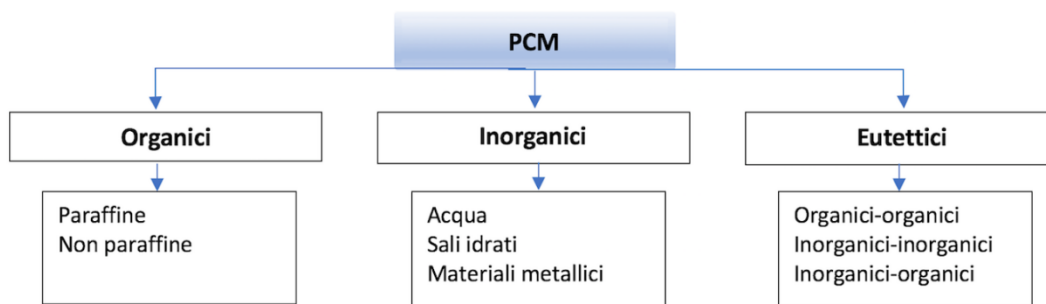 PCM
Organici
Inorganici
Eutettici
Paraffine
Non paraffine
Acqua
Sali idrati
Materiali metallici
Organici-organici
Inorganici-inorganici
Inorganici-organici